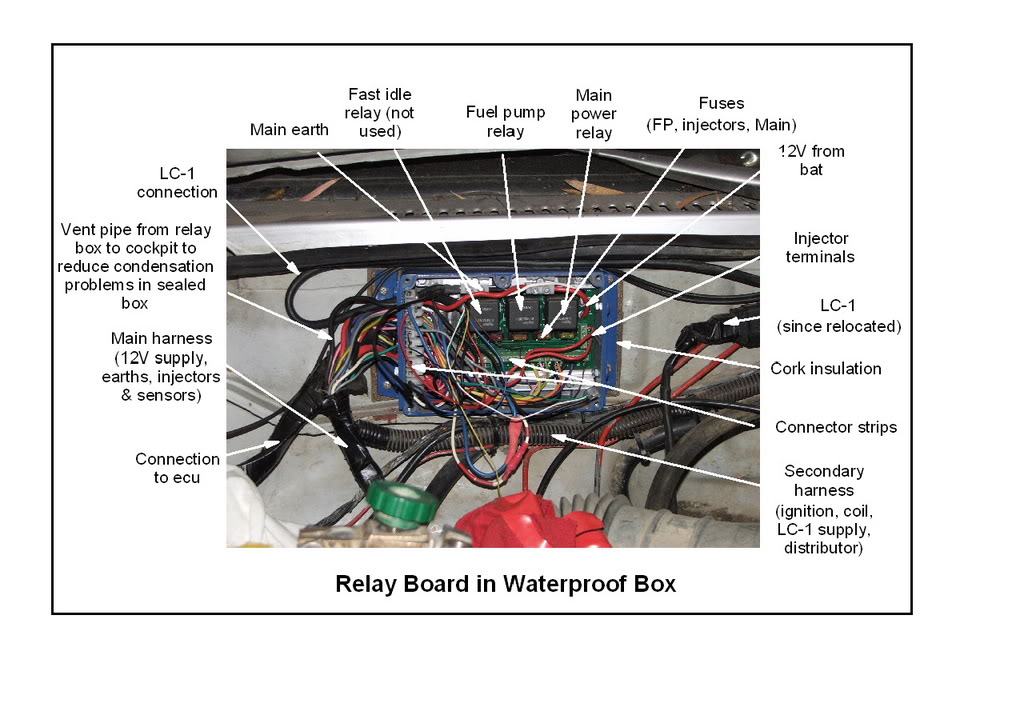 Main earth
Fast idle
relay (not
used)
Fuel pump
relay
Main
power
relay
Fuses
(FP, injectors, Main)
12V from
bat
LC-1
connection
Vent pipe from relay
box to cockpit to
reduce condensation
problems in sealed
box
Main harness
(12V supply,
earths, injectors
& sensors)
Connection
to ecu
Injector
terminals
LC-1
(since relocated)
Cork insulation
Connector strips
Secondary
harness
(ignition, coil,
LC-1 supply,
distributor)
Relay Board in Waterproof Box